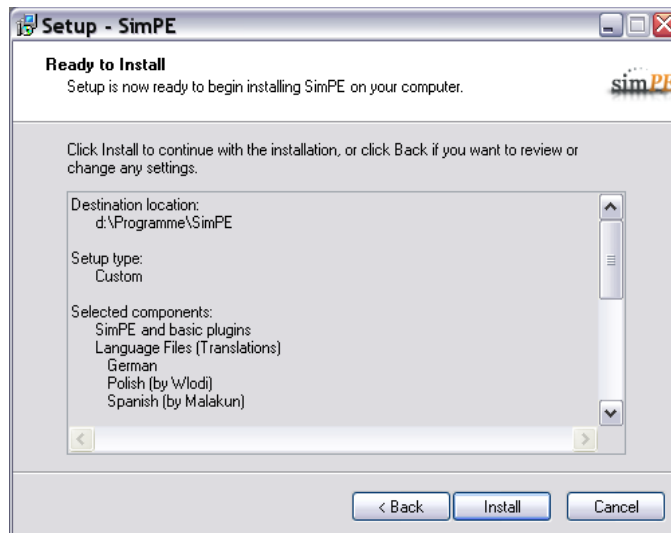 Setup - SimPE
Ready to Install
Setup is now ready to begin installing SimPE on your computer.
simPE
Click Install to continue with the installation, or click Back if you want to review or
change any settings.
Destination location:
d:\Programme\SimPE
Setup type:
Custom
Selected components:
SimPE and basic plugins
Language Files (Translations)
German
Polish (by Wlodi)
Spanish (by Malakun)
< Back
Install
Cancel